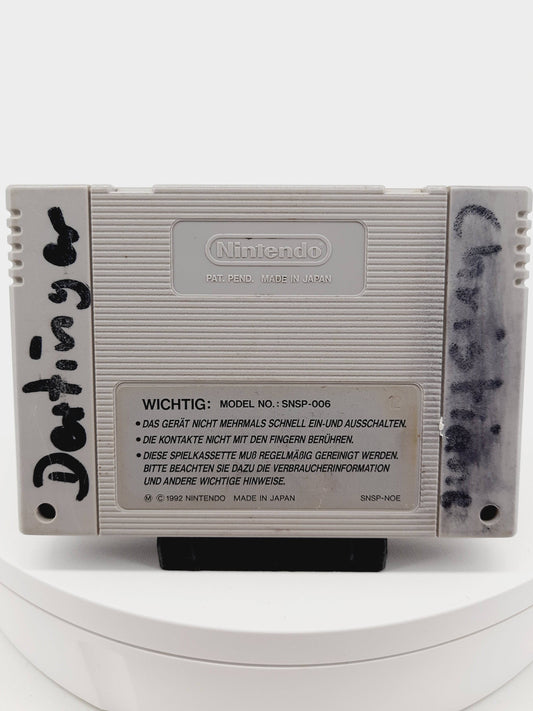 Dertinger
Nintendo
PAT. PEND. MADE IN JAPAN
WICHTIG: MODEL NO.: SNSP-006
• DAS GERÄT NICHT MEHRMALS SCHNELL EIN-UND AUSSCHALTEN.
• DIE KONTAKTE NICHT MIT DEN FINGERN BERÜHREN.
• DIESE SPIELKASSETTE MUß REGELMÄßIG GEREINIGT WERDEN.
BITTE BEACHTEN SIE DAZU DIE VERBRAUCHERINFORMATION
UND ANDERE WICHTIGE HINWEISE.
Ⓜ © 1992 NINTENDO MADE IN JAPAN SNSP-NOE
Christiane